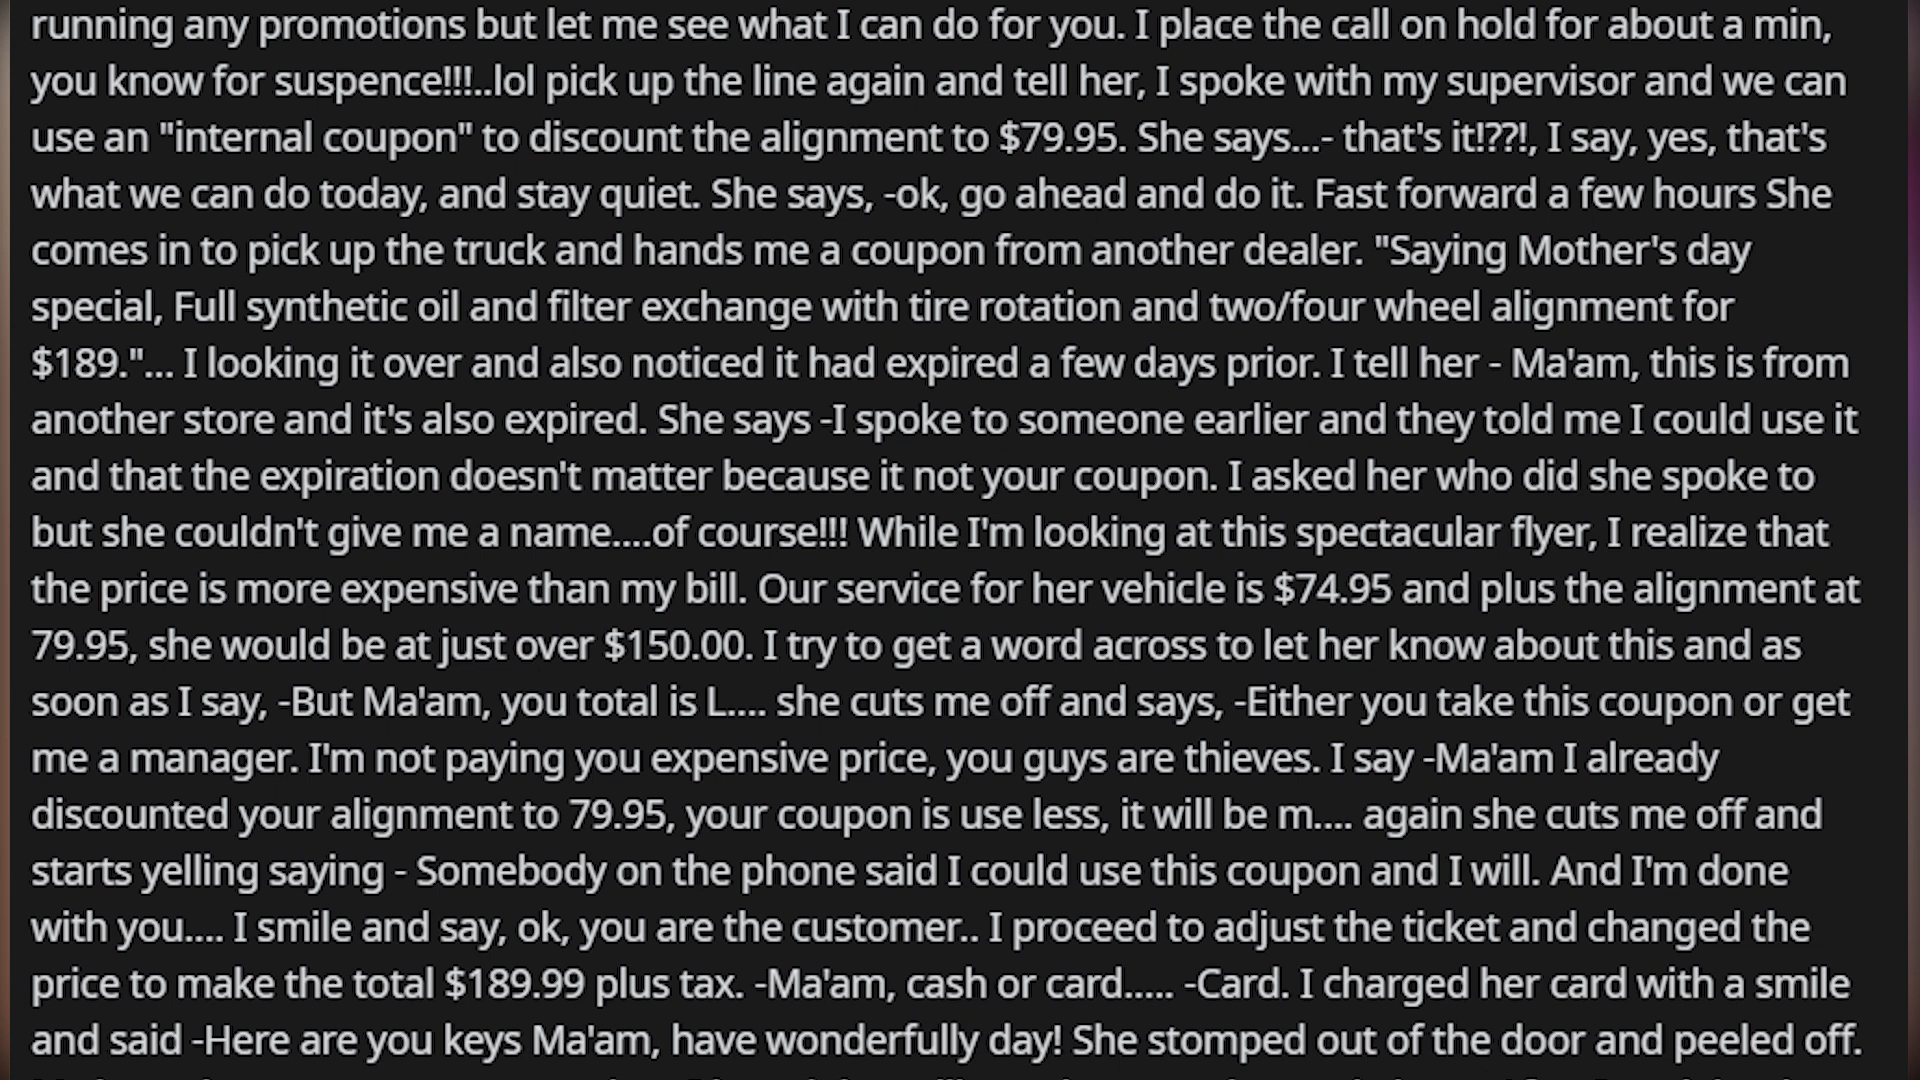 running any promotions but let me see what I can do for you. I place the call on hold for about a min,
you know for suspence!!!..lol pick up the line again and tell her, I spoke with my supervisor and we can
use an "internal coupon" to discount the alignment to $79.95. She says...- that's it!??!, I say, yes, that's
what we can do today, and stay quiet. She says, -ok, go ahead and do it. Fast forward a few hours She
comes in to pick up the truck and hands me a coupon from another dealer. "Saying Mother's day
special, Full synthetic oil and filter exchange with tire rotation and two/four wheel alignment for
$189."... I looking it over and also noticed it had expired a few days prior. I tell her - Ma'am, this is from
another store and it's also expired. She says -I spoke to someone earlier and they told me I could use it
and that the expiration doesn't matter because it not your coupon. I asked her who did she spoke to
but she couldn't give me a name....of course!!! While I'm looking at this spectacular flyer, I realize that
the price is more expensive than my bill. Our service for her vehicle is $74.95 and plus the alignment at
79.95, she would be at just over $150.00. I try to get a word across to let her know about this and as
soon as I say, -But Ma'am, you total is L.... she cuts me off and says, -Either you take this coupon or get
me a manager. I'm not paying you expensive price, you guys are thieves. I say -Ma'am I already
discounted your alignment to 79.95, your coupon is use less, it will be m.... again she cuts me off and
starts yelling saying - Somebody on the phone said I could use this coupon and I will. And I'm done
with you.... I smile and say, ok, you are the customer.. I proceed to adjust the ticket and changed the
price to make the total $189.99 plus tax. -Ma'am, cash or card..... -Card. I charged her card with a smile
and said -Here are you keys Ma'am, have wonderfully day! She stomped out of the door and peeled off.